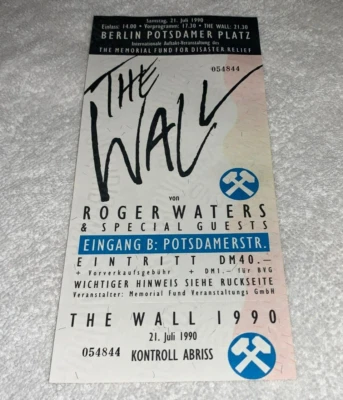 Samstag, 21. Juli 1990
Einlass: 14.00 • Vorprogramm: 17.30 • THE WALL: 21.30
BERLIN POTSDAMER PLATZ
Internationale Auftakt-Veranstaltung des
THE MEMORIAL FUND FOR DISASTER RELIEF
054844
THE
WALL
von
ROGER WATERS
& SPECIAL GUESTS
EINGANG B: POTSDAMERSTR.
EINTRITT DM40.—
+ Vorverkaufsgebühr + DM1.— für BVG
WICHTIGER HINWEIS SIEHE RUCKSEITE
Veranstalter: Memorial Fund Veranstaltungs GmbH
THE WALL 1990
21. Juli 1990
054844 KONTROLL ABRISS